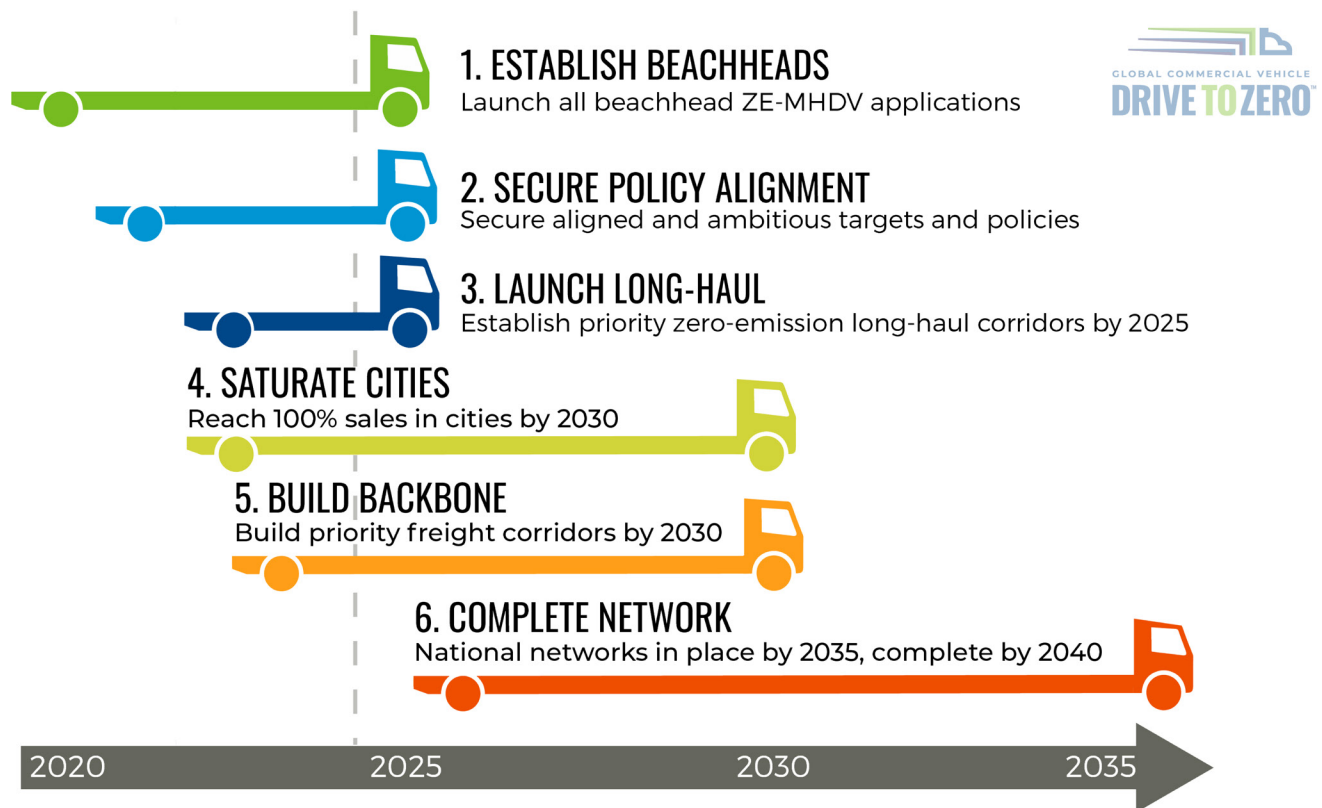 1. ESTABLISH BEACHHEADS
Launch all beachhead ZE-MHDV applications
GLOBAL COMMERCIAL VEHICLE
DRIVE TO ZERO™
2. SECURE POLICY ALIGNMENT
Secure aligned and ambitious targets and policies
3. LAUNCH LONG-HAUL
Establish priority zero-emission long-haul corridors by 2025
4. SATURATE CITIES
Reach 100% sales in cities by 2030
5. BUILD BACKBONE
Build priority freight corridors by 2030
6. COMPLETE NETWORK
National networks in place by 2035, complete by 2040
2020 2025 2030 2035